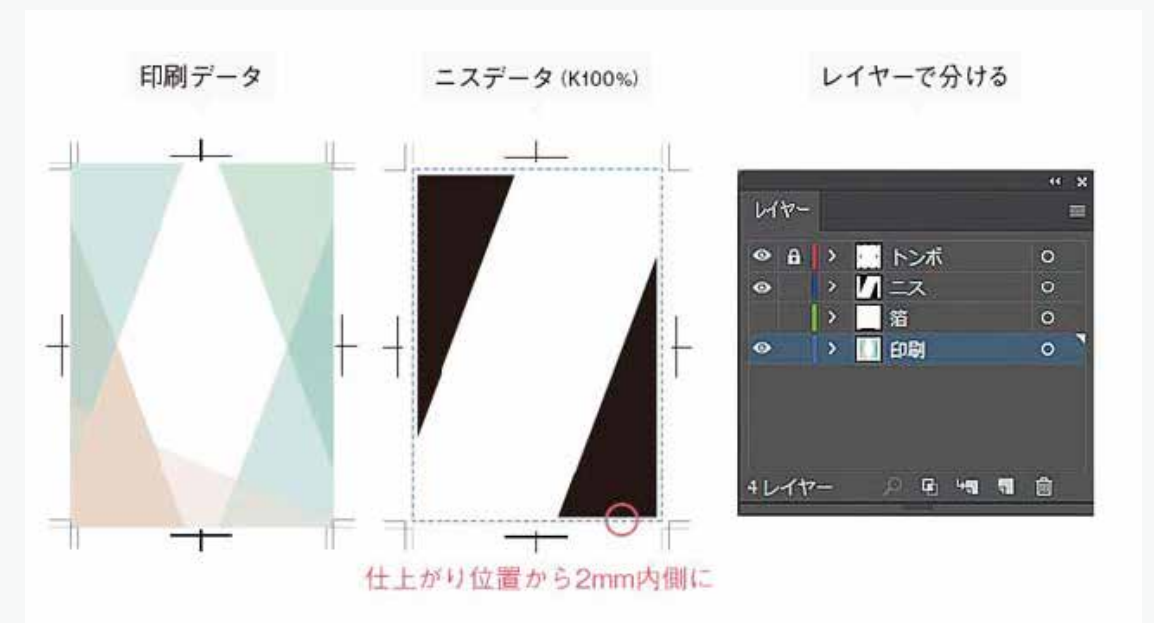 印刷データ
ニスデータ (K100%)
レイヤーで分ける
レイヤー
トンボ
ニス
箔
印刷
4 レイヤー
仕上がり位置から2mm内側に